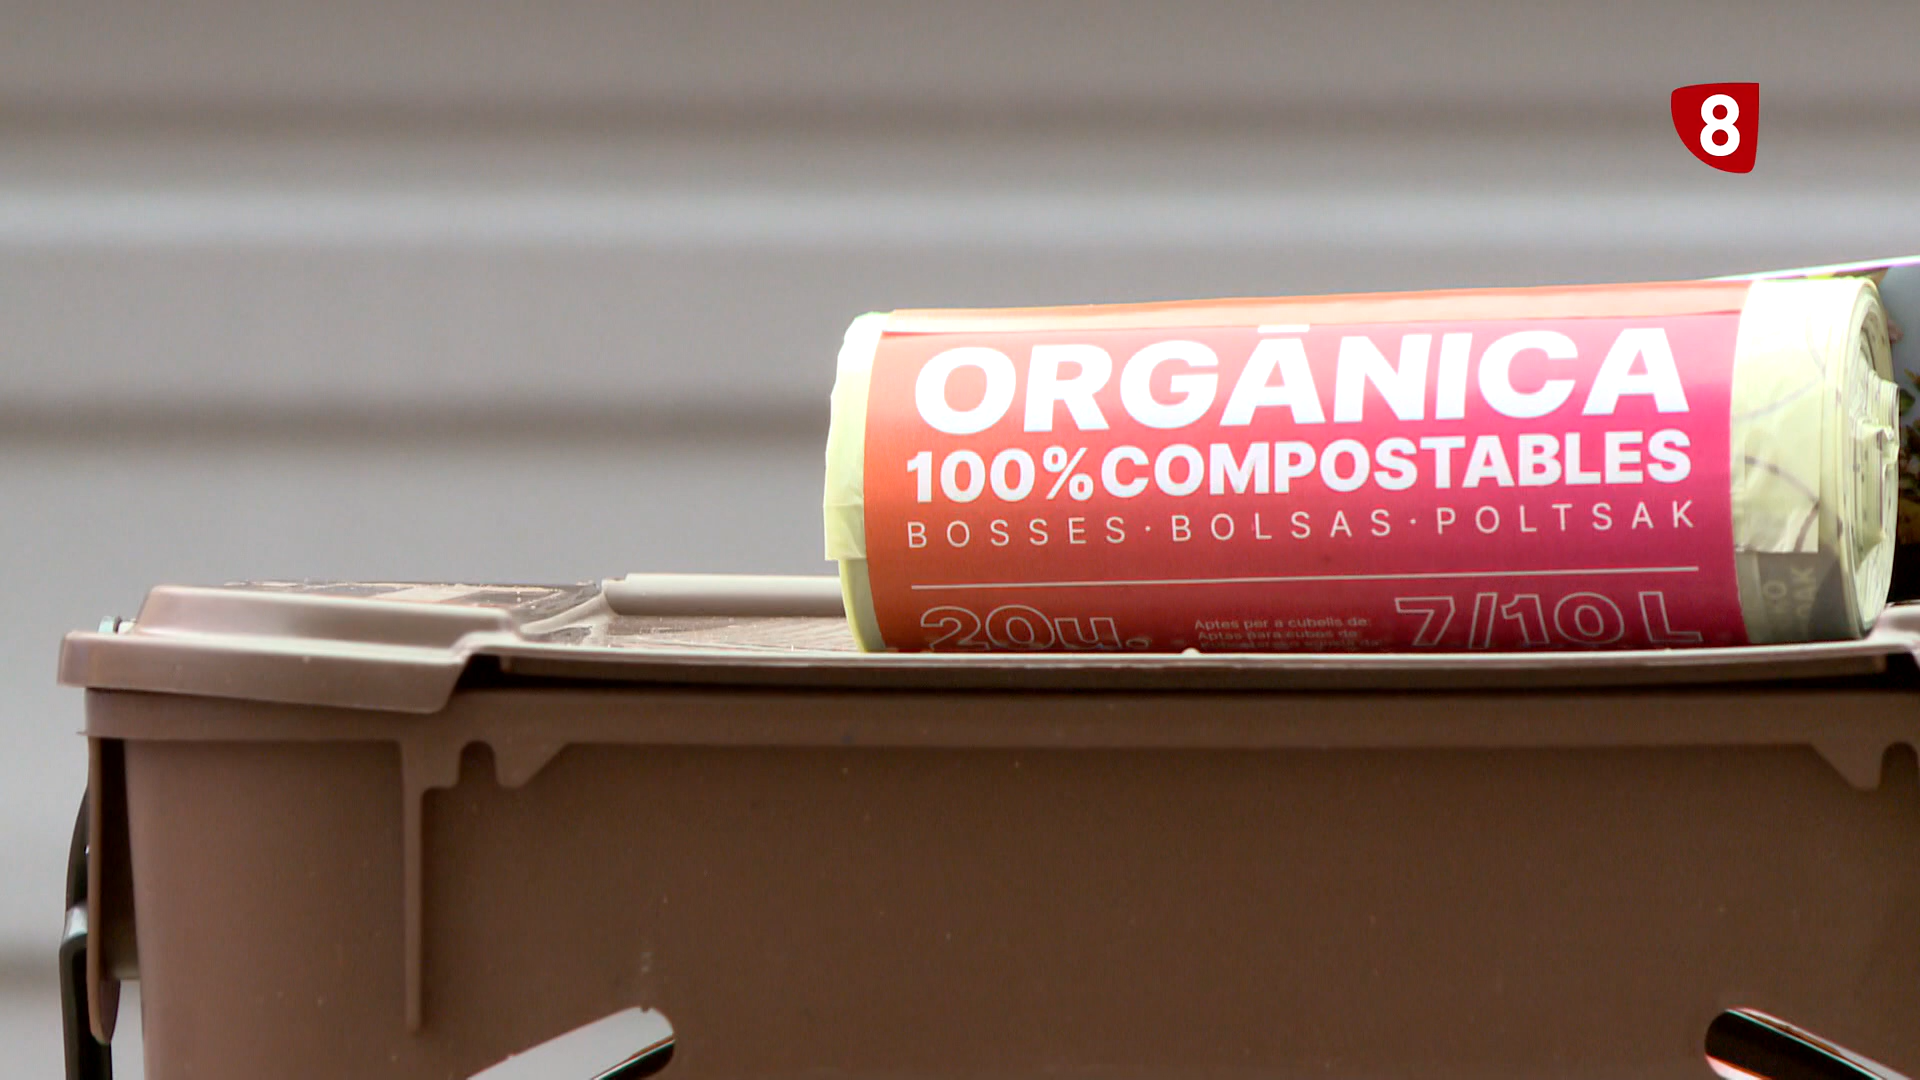 8
ORGĀNICA
100%COMPOSTABLES
BOSSES·BOLSAS·POLTSAK
20u. 7/10 L
Aptes per a cubells de:
Aptas para cubos de: